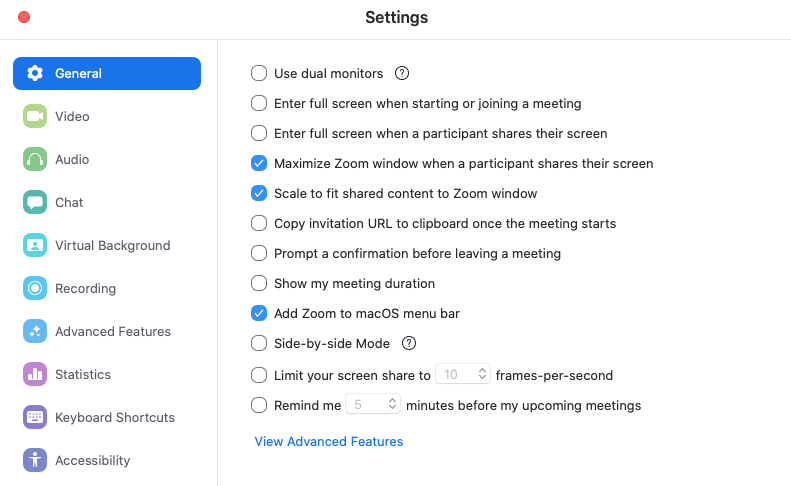 Settings
General
Video
Audio
Chat
Virtual Background
Recording
Advanced Features
Statistics
Keyboard Shortcuts
Accessibility
Use dual monitors ?
Enter full screen when starting or joining a meeting
Enter full screen when a participant shares their screen
Maximize Zoom window when a participant shares their screen
Scale to fit shared content to Zoom window
Copy invitation URL to clipboard once the meeting starts
Prompt a confirmation before leaving a meeting
Show my meeting duration
Add Zoom to macOS menu bar
Side-by-side Mode ?
Limit your screen share to 10 frames-per-second
Remind me 5 minutes before my upcoming meetings
View Advanced Features